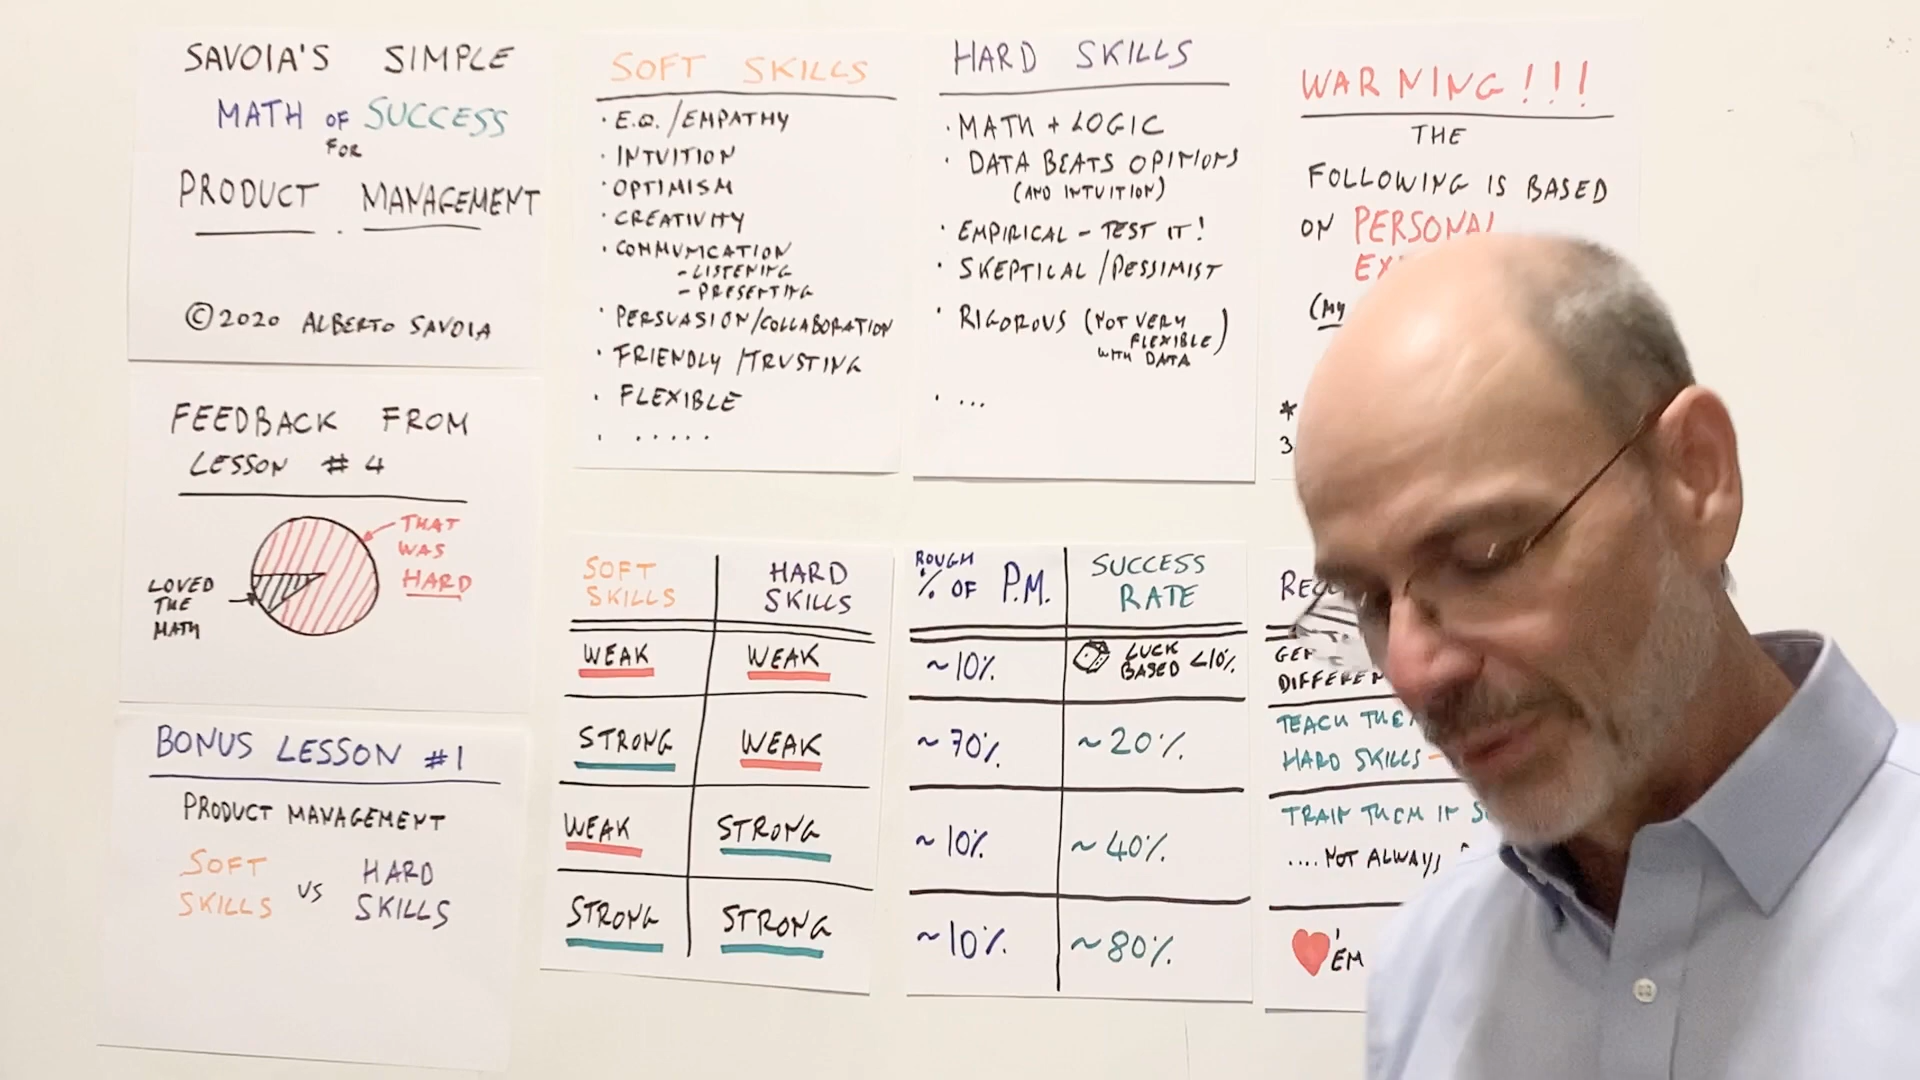 SAVOIA'S SIMPLE
MATH OF SUCCESS
FOR
PRODUCT MANAGEMENT
©2020 ALBERTO SAVOIA
FEEDBACK FROM
LESSON #4
THAT
WAS
HARD
LOVED
THE
MATH
BONUS LESSON #1
PRODUCT MANAGEMENT
SOFT
SKILLS
VS
HARD
SKILLS
SOFT SKILLS
· E.Q./EMPATHY
· INTUITION
· OPTIMISM
· CREATIVITY
· COMMUNICATION
- LISTENING
- PRESENTING
· PERSUASION/COLLABORATION
· FRIENDLY/TRUSTING
· FLEXIBLE
· .....
HARD SKILLS
· MATH + LOGIC
· DATA BEATS OPINIONS
(AND INTUITION)
· EMPIRICAL - TEST IT!
· SKEPTICAL/PESSIMIST
· RIGOROUS (NOT VERY
FLEXIBLE)
WITH DATA
· ...
WARNING!!!
THE
FOLLOWING IS BASED
ON PERSONAL
(MY
*
3
SOFT
SKILLS
HARD
SKILLS
WEAK WEAK
STRONG WEAK
WEAK STRONG
STRONG STRONG
ROUGH
% OF P.M.
SUCCESS
RATE
~10% LUCK
BASED <10%
~70% ~20%
~10% ~40%
~10% ~80%
TEACH
HARD SKILLS -
TRAIN THEM IN
.... NOT ALWAYS
'EM